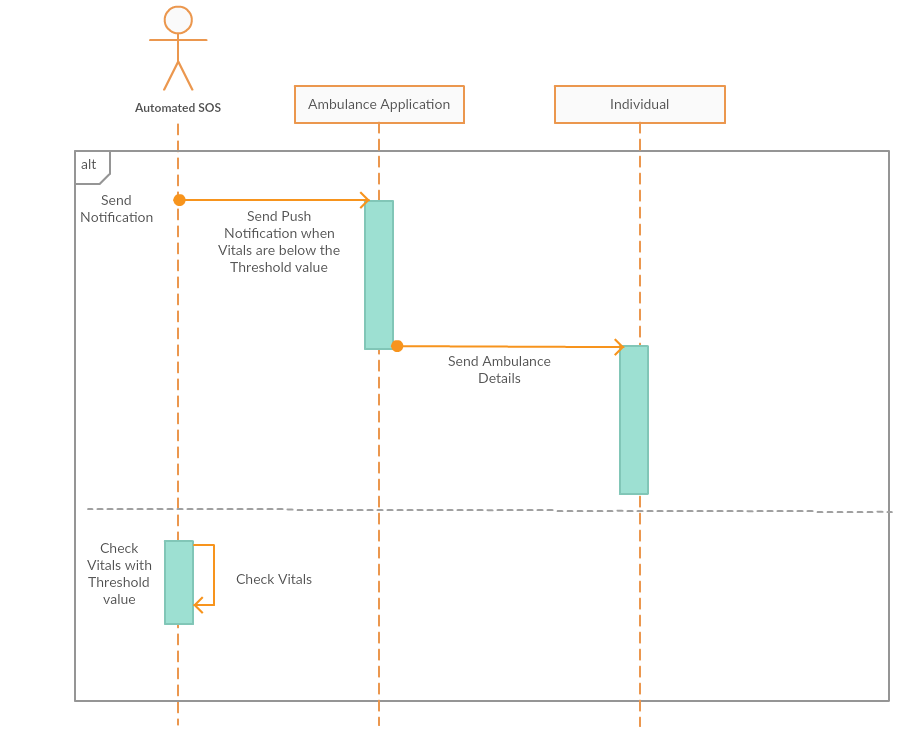 Automated SOS
Ambulance Application
Individual
alt
Send
Notification
Send Push
Notification when
Vitals are below the
Threshold value
Send Ambulance
Details
Check
Vitals with
Threshold
value
Check Vitals